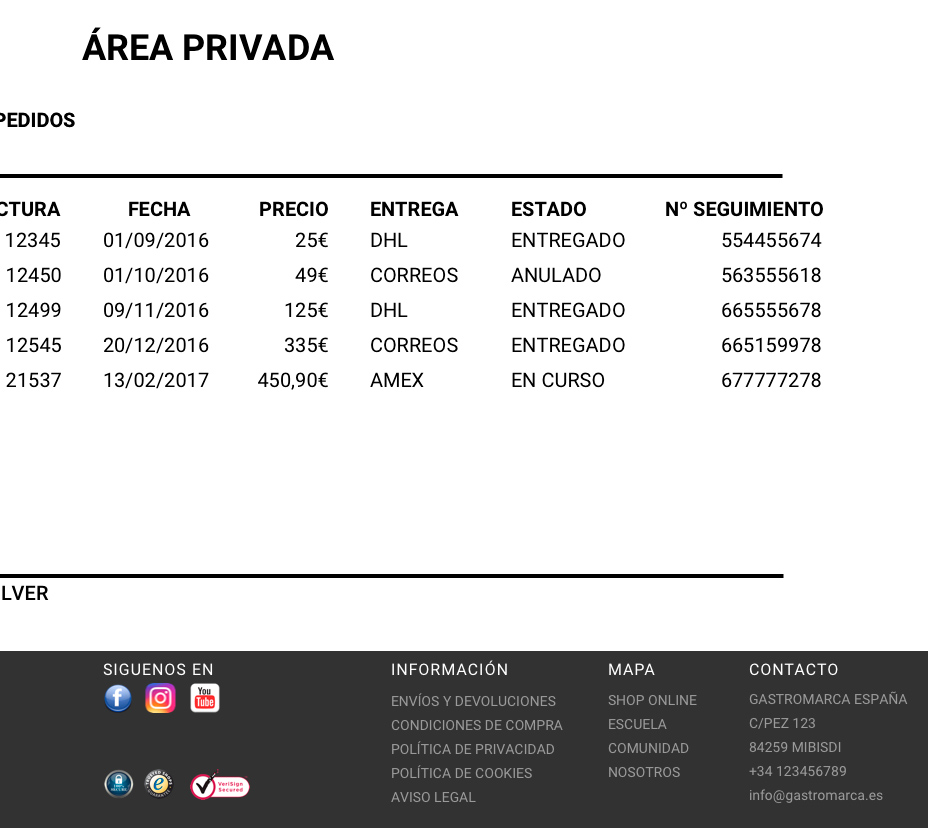 ÁREA PRIVADA
PEDIDOS
CTURA FECHA PRECIO ENTREGA ESTADO Nº SEGUIMIENTO
12345 01/09/2016 25€ DHL ENTREGADO 554455674
12450 01/10/2016 49€ CORREOS ANULADO 563555618
12499 09/11/2016 125€ DHL ENTREGADO 665555678
12545 20/12/2016 335€ CORREOS ENTREGADO 665159978
21537 13/02/2017 450,90€ AMEX EN CURSO 677777278
LVER
SIGUENOS EN
You
Tube
VeriSign
Secured
INFORMACIÓN
ENVÍOS Y DEVOLUCIONES
CONDICIONES DE COMPRA
POLÍTICA DE PRIVACIDAD
POLÍTICA DE COOKIES
AVISO LEGAL
MAPA
SHOP ONLINE
ESCUELA
COMUNIDAD
NOSOTROS
CONTACTO
GASTROMARCA ESPAÑA
C/PEZ 123
84259 MIBISDI
+34 123456789
info@gastromarca.es